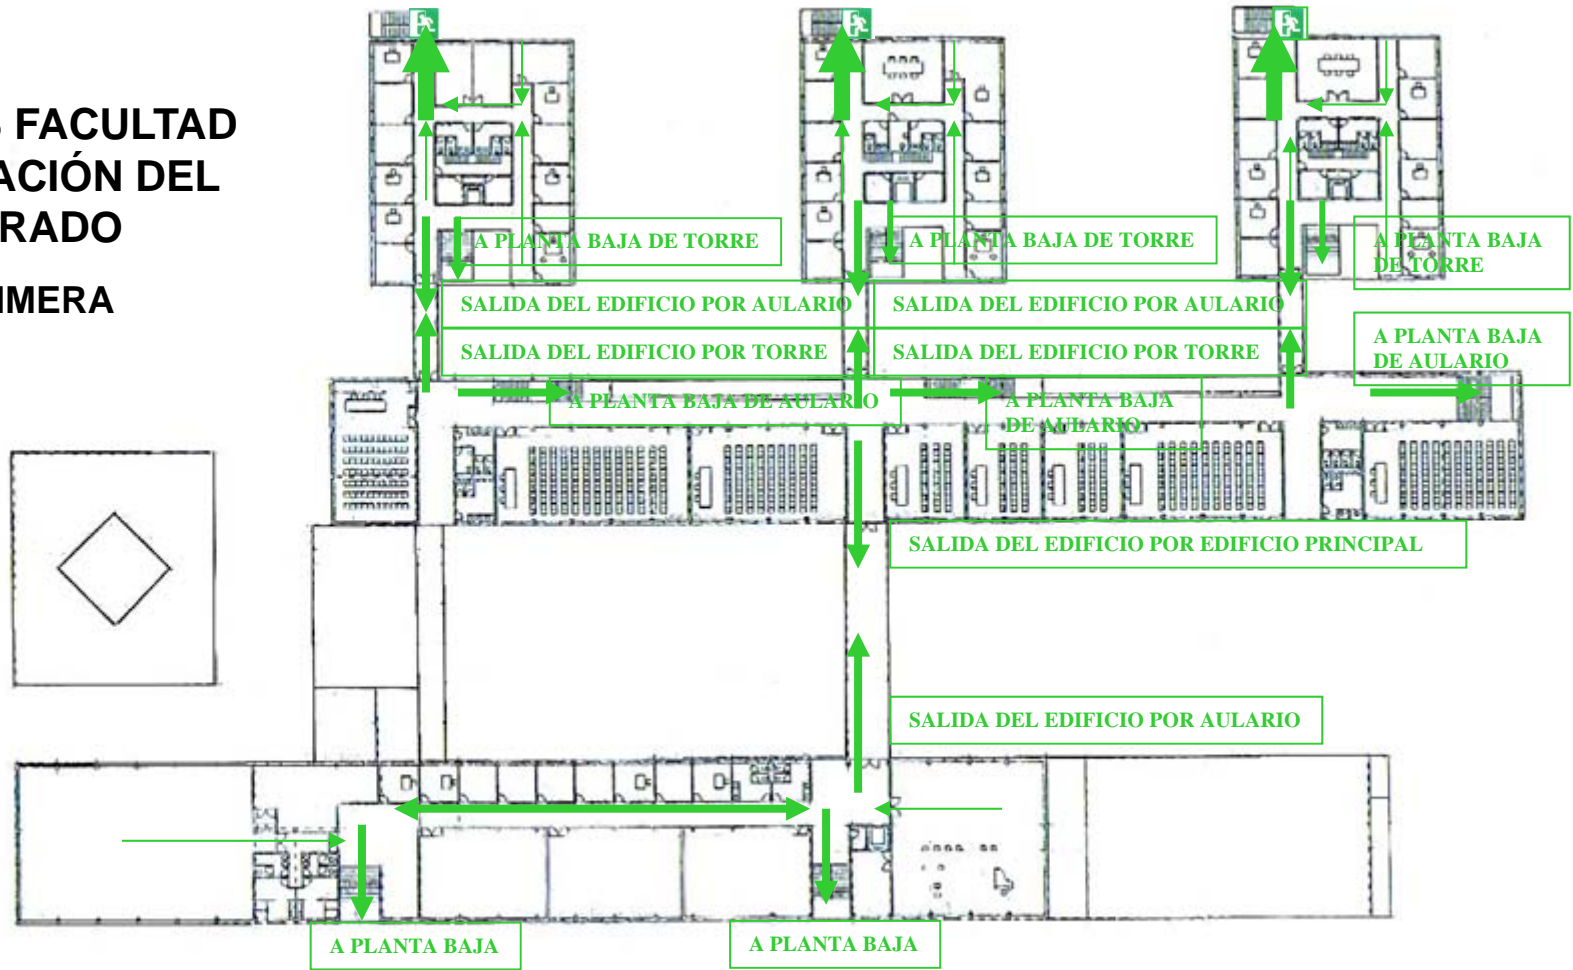 FACULTAD
ACIÓN DEL
RADO
IMERA
A PLANTA BAJA DE TORRE
A PLANTA BAJA DE TORRE
A PLANTA BAJA
DE TORRE
SALIDA DEL EDIFICIO POR AULARIO
SALIDA DEL EDIFICIO POR AULARIO
SALIDA DEL EDIFICIO POR TORRE
SALIDA DEL EDIFICIO POR TORRE
A PLANTA BAJA
DE AULARIO
A PLANTA BAJA DE AULARIO
A PLANTA BAJA
DE AULARIO
SALIDA DEL EDIFICIO POR EDIFICIO PRINCIPAL
SALIDA DEL EDIFICIO POR AULARIO
A PLANTA BAJA
A PLANTA BAJA